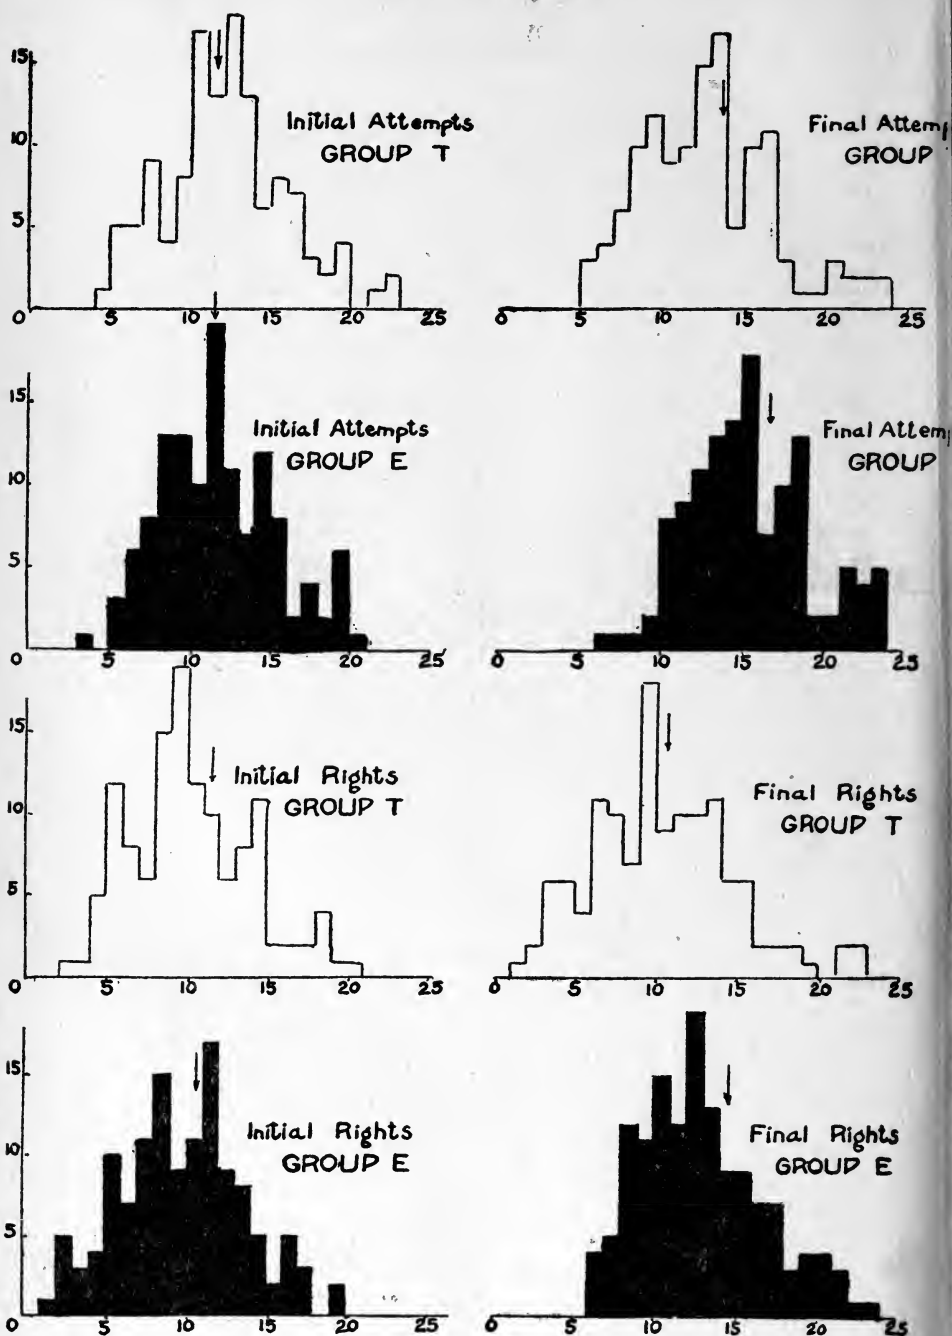 15
10
5
0 5 10 15 20 25
Initial Attempts
GROUP T
0 5 10 15 20 25
Final Attemp
GROUP
15
10
5
0 5 10 15 20 25
Initial Attempts
GROUP E
0 5 10 15 20 25
Final Attemp
GROUP
15
10
5
0 5 10 15 20 25
Initial Rights
GROUP T
0 5 10 15 20 25
Final Rights
GROUP T
15
10
5
0 5 10 15 20 25
Initial Rights
GROUP E
0 5 10 15 20 25
Final Rights
GROUP E